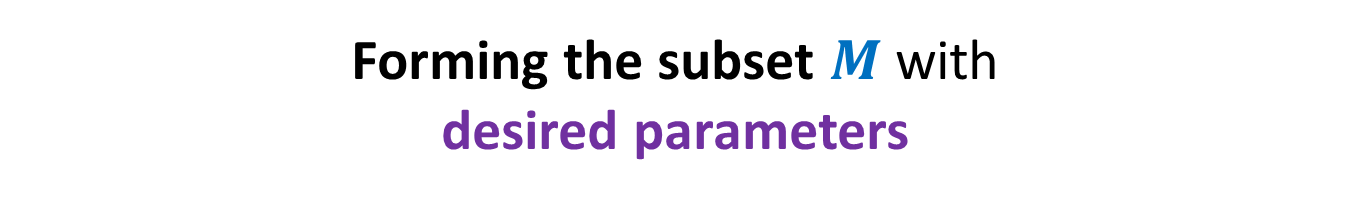 Forming the subset M with
desired parameters